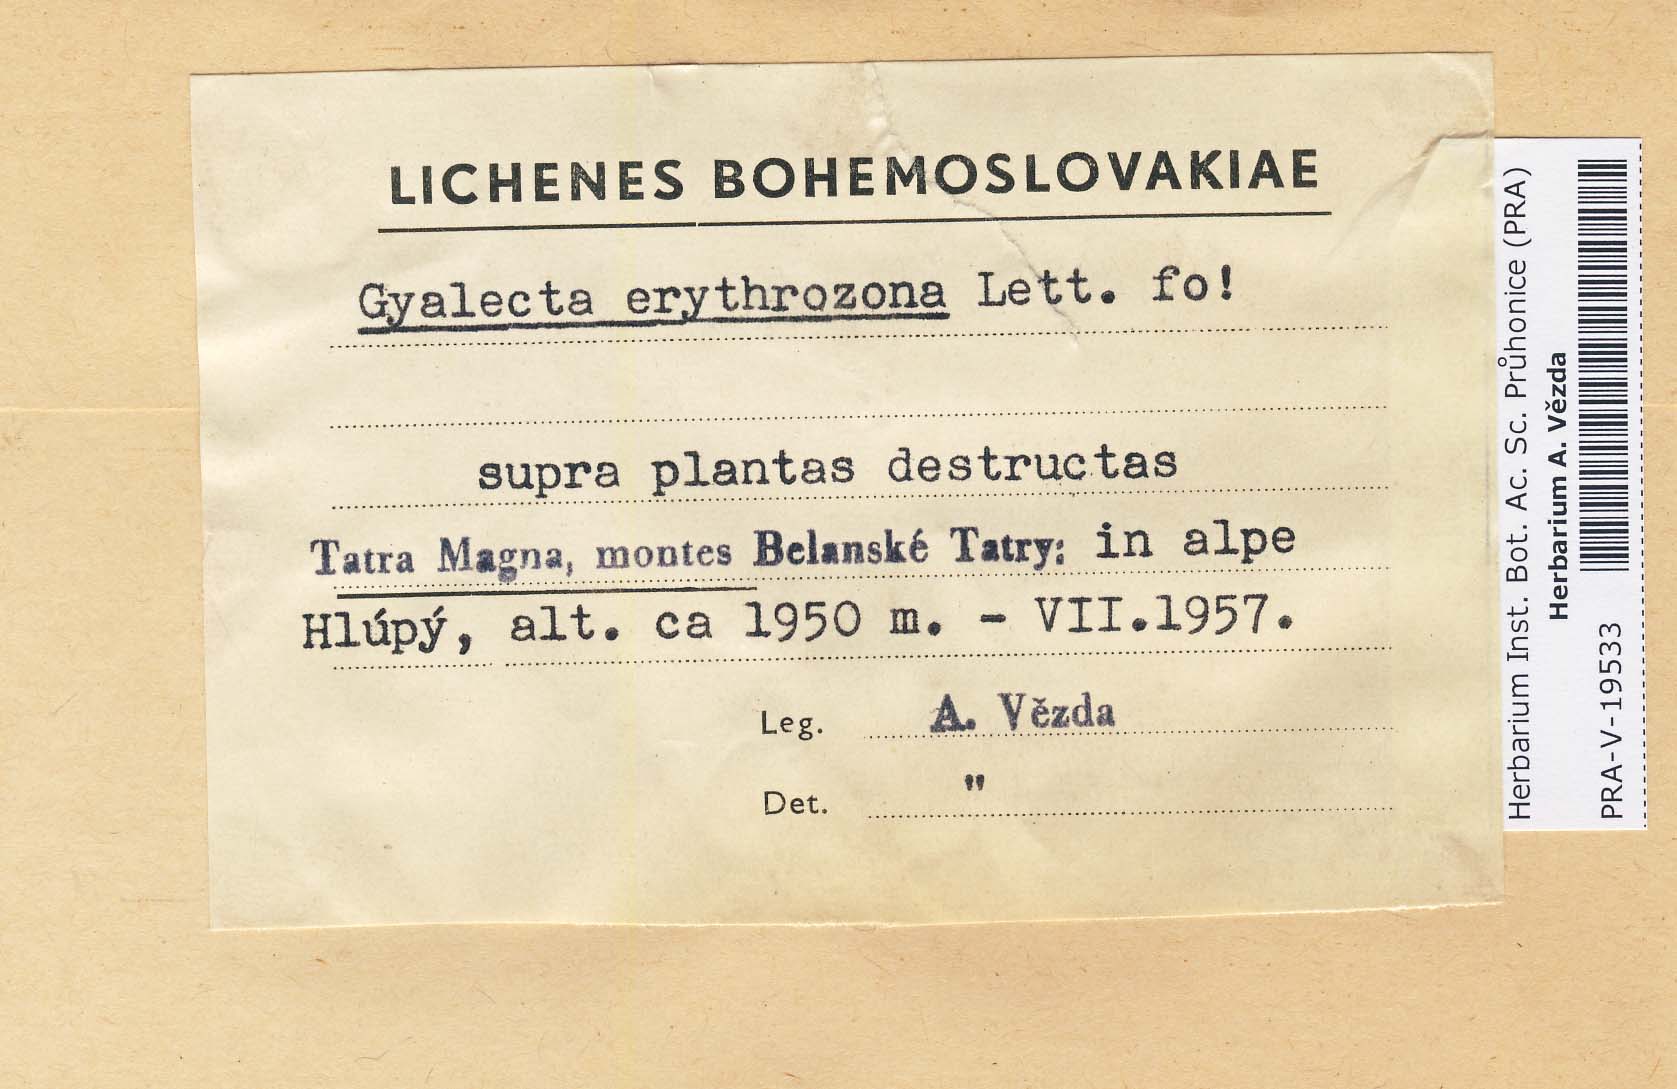 LICHENES BOHEMOSLOVAKIAE
Gyalecta erythrozona Lett. fo!
supra plantas destructas
Tatra Magna, montes Belanské Tatry: in alpe
Hlúpý, alt. ca 1950 m. - VII.1957.
Leg. A. Vězda
Det. "
Herbarium Inst. Bot. Ac. Sc. Průhonice (PRA)
Herbarium A. Vězda
PRA-V-19533